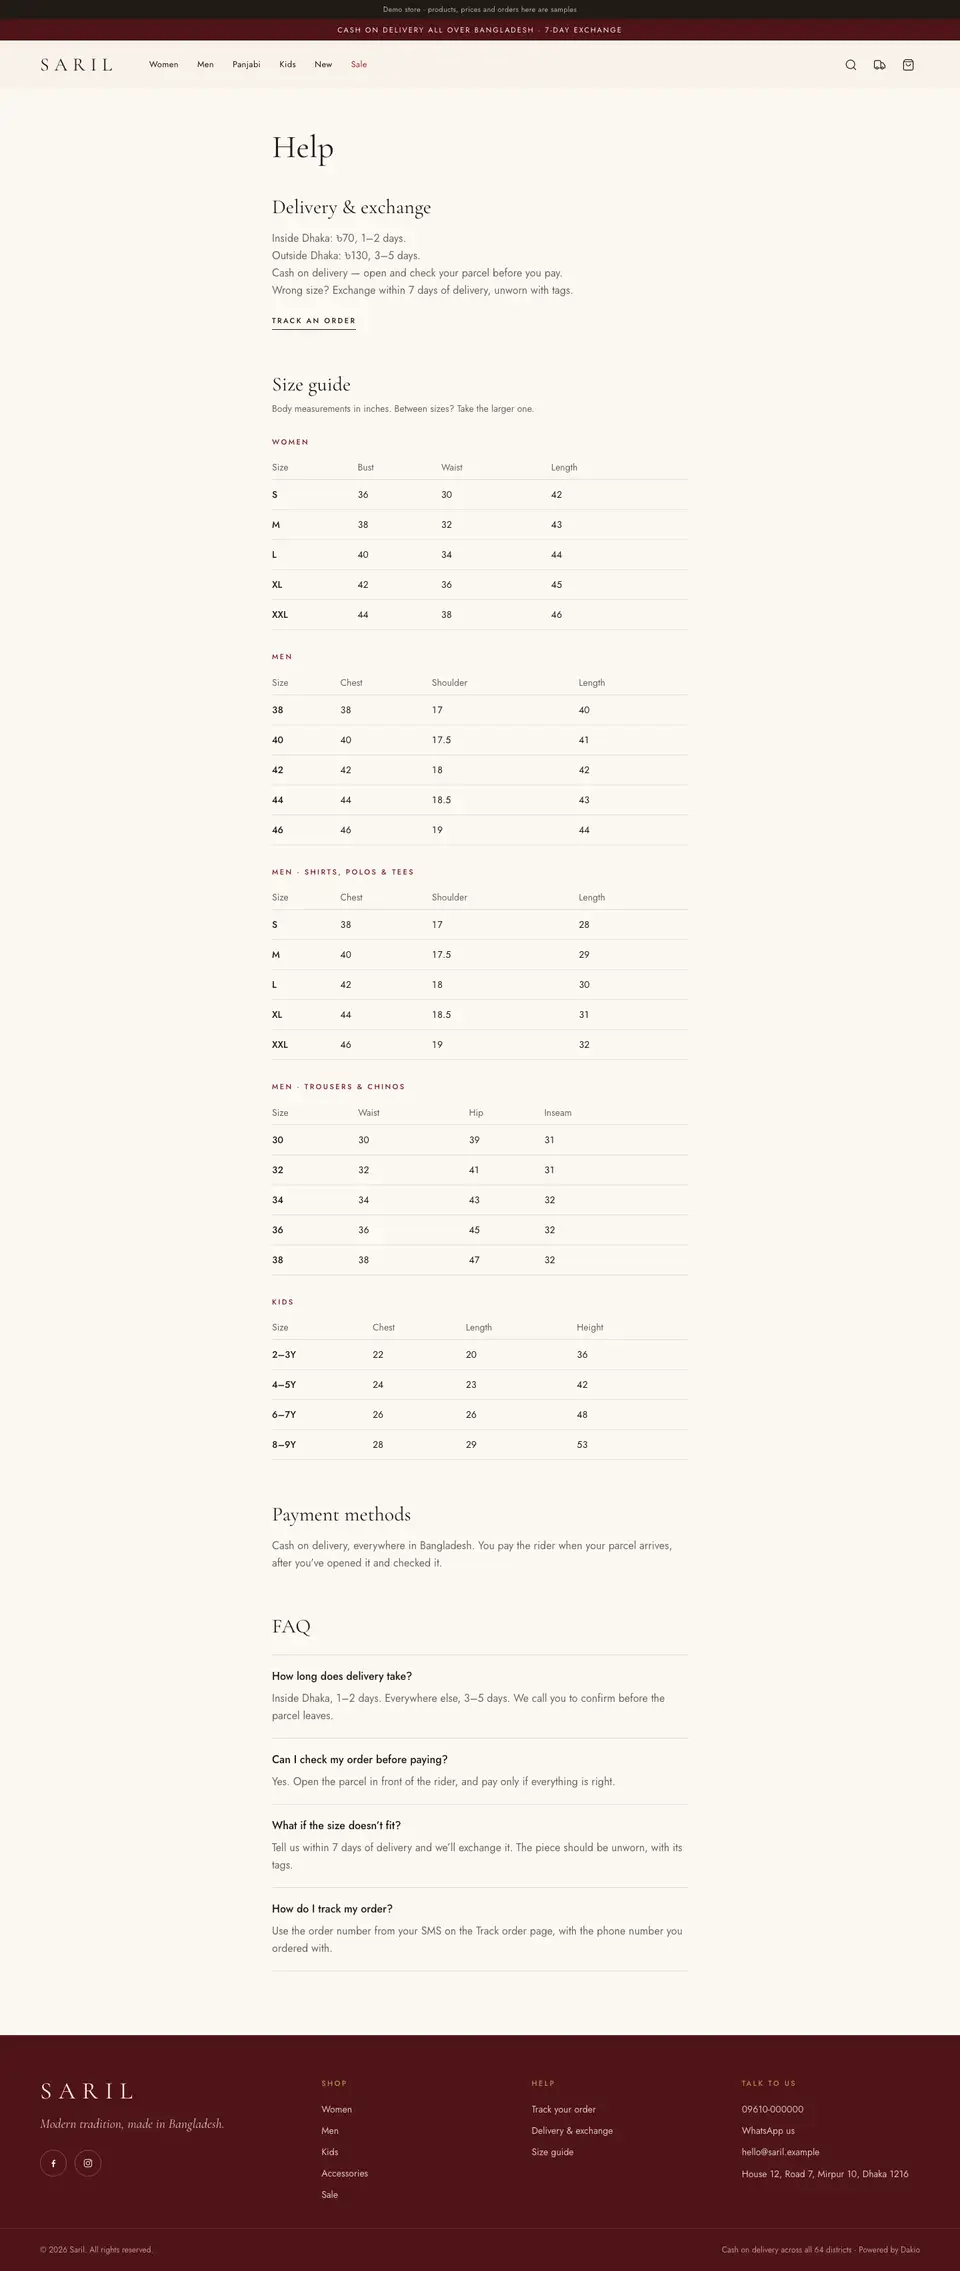 Demo store · products, prices and orders here are samples
CASH ON DELIVERY ALL OVER BANGLADESH · 7-DAY EXCHANGE
SARIL Women Men Panjabi Kids New Sale
Help
Delivery & exchange
Inside Dhaka: ৳70, 1–2 days.
Outside Dhaka: ৳130, 3–5 days.
Cash on delivery — open and check your parcel before you pay.
Wrong size? Exchange within 7 days of delivery, unworn with tags.
TRACK AN ORDER
Size guide
Body measurements in inches. Between sizes? Take the larger one.
WOMEN
Size Bust Waist Length
S 36 30 42
M 38 32 43
L 40 34 44
XL 42 36 45
XXL 44 38 46
MEN
Size Chest Shoulder Length
38 38 17 40
40 40 17.5 41
42 42 18 42
44 44 18.5 43
46 46 19 44
MEN · SHIRTS, POLOS & TEES
Size Chest Shoulder Length
S 38 17 28
M 40 17.5 29
L 42 18 30
XL 44 18.5 31
XXL 46 19 32
MEN · TROUSERS & CHINOS
Size Waist Hip Inseam
30 30 39 31
32 32 41 31
34 34 43 32
36 36 45 32
38 38 47 32
KIDS
Size Chest Length Height
2–3Y 22 20 36
4–5Y 24 23 42
6–7Y 26 26 48
8–9Y 28 29 53
Payment methods
Cash on delivery, everywhere in Bangladesh. You pay the rider when your parcel arrives,
after you've opened it and checked it.
FAQ
How long does delivery take?
Inside Dhaka, 1–2 days. Everywhere else, 3–5 days. We call you to confirm before the
parcel leaves.
Can I check my order before paying?
Yes. Open the parcel in front of the rider, and pay only if everything is right.
What if the size doesn't fit?
Tell us within 7 days of delivery and we'll exchange it. The piece should be unworn, with its
tags.
How do I track my order?
Use the order number from your SMS on the Track order page, with the phone number you
ordered with.
SARIL
Modern tradition, made in Bangladesh.
SHOP
Women
Men
Kids
Accessories
Sale
HELP
Track your order
Delivery & exchange
Size guide
TALK TO US
09610-000000
WhatsApp us
hello@saril.example
House 12, Road 7, Mirpur 10, Dhaka 1216
© 2026 Saril. All rights reserved.
Cash on delivery across all 64 districts · Powered by Dakio